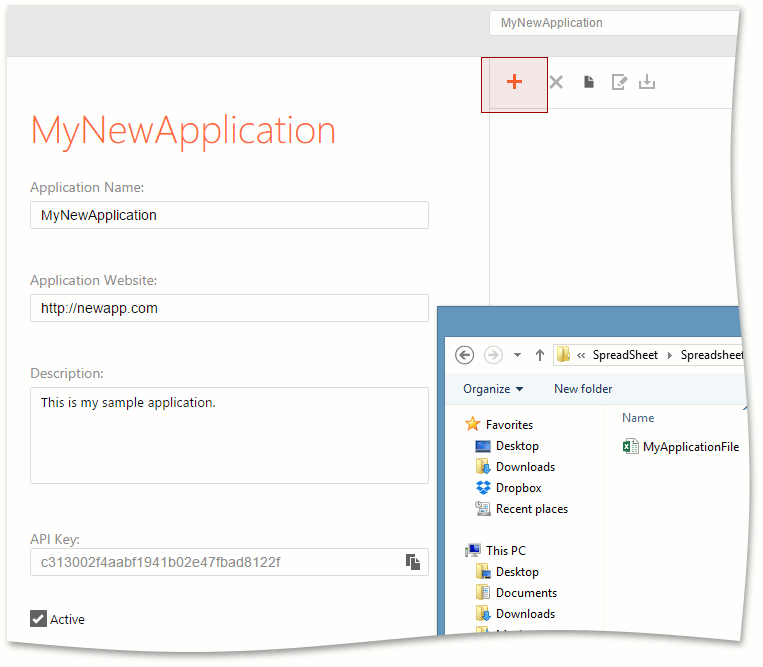 MyNewApplication
MyNewApplication
Application Name:
MyNewApplication
Application Website:
http://newapp.com
Description:
This is my sample application.
API Key:
c313002f4aabf1941b02e47fbad8122f
Active
« SpreadSheet Spreadsheet
Organize New folder
Name
MyApplicationFile
Favorites
Desktop
Downloads
Dropbox
Recent places
This PC
Desktop
Documents
Downloads